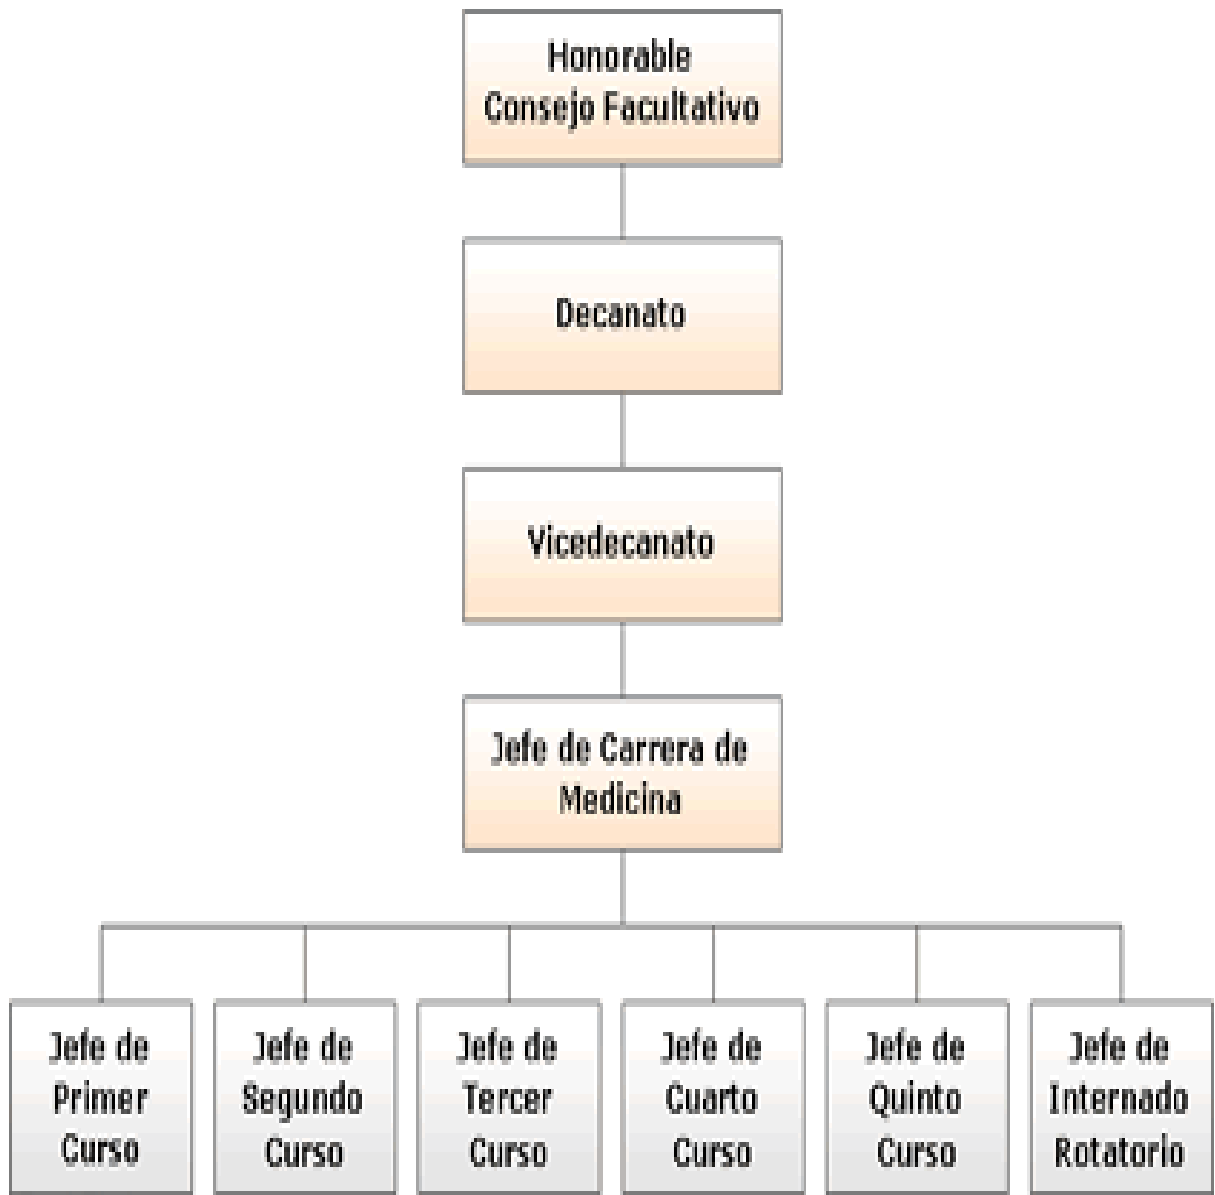 Honorable
Consejo Facultativo
Decanato
Vicedecanato
Jefe de Carrera de
Medicina
Jefe de
Primer
Curso
Jefe de
Segundo
Curso
Jefe de
Tercer
Curso
Jefe de
Cuarto
Curso
Jefe de
Quinto
Curso
Jefe de
Internado
Rotatorio